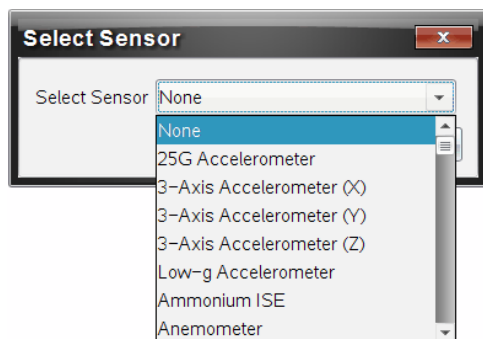 Select Sensor
Select Sensor None
None
25G Accelerometer
3-Axis Accelerometer (X)
3-Axis Accelerometer (Y)
3-Axis Accelerometer (Z)
Low-g Accelerometer
Ammonium ISE
Anemometer